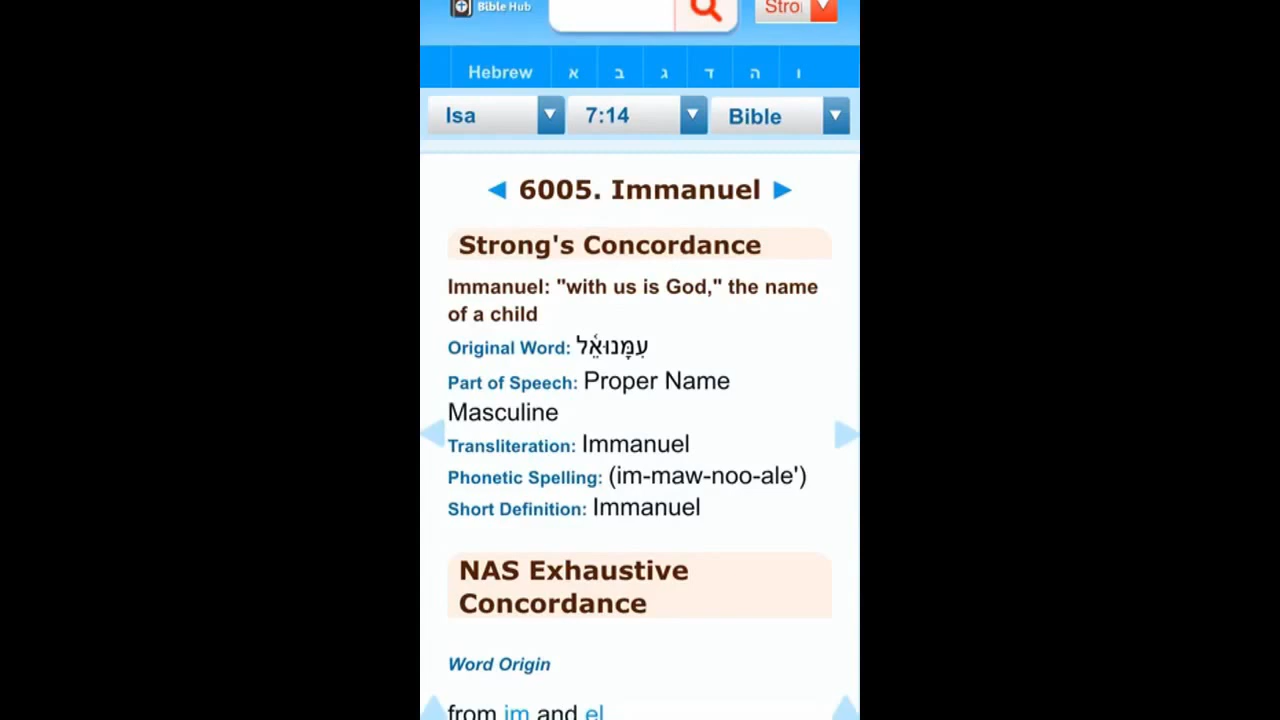 Bible Hub
Stro
Hebrew א ב ג ד ה ו
Isa 7:14 Bible
6005. Immanuel
Strong's Concordance
Immanuel: "with us is God," the name
of a child
Original Word: עִמָּנוּאֵ֫ל
Part of Speech: Proper Name
Masculine
Transliteration: Immanuel
Phonetic Spelling: (im-maw-noo-ale')
Short Definition: Immanuel
NAS Exhaustive
Concordance
Word Origin
from im and el